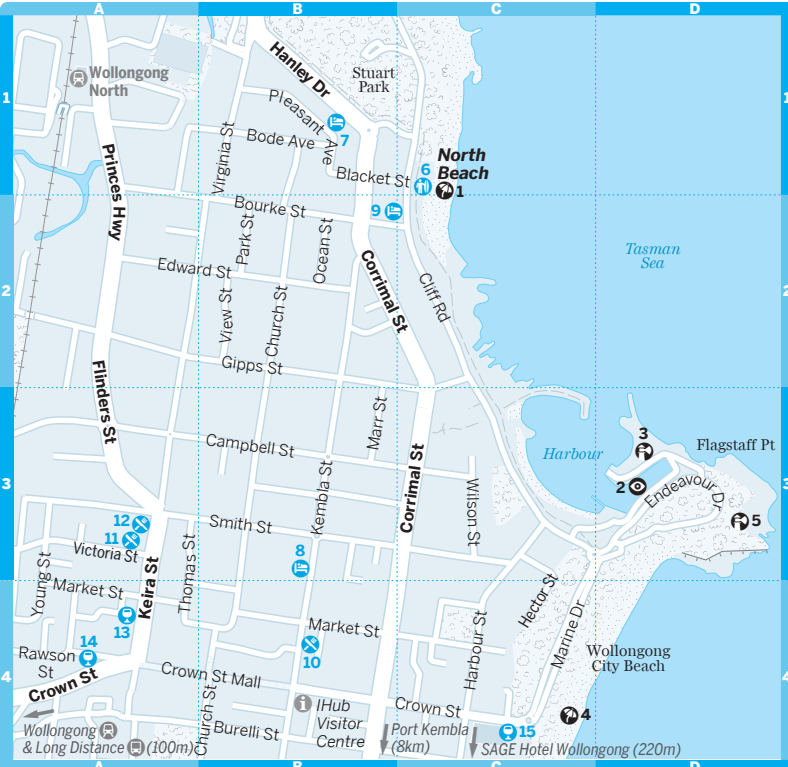 A
B
C
D
1
2
3
4
1
2
3
4
A
B
C
D
Wollongong
North
Hanley Dr
Stuart
Park
Pleasant Ave
7
Bode Ave
Virginia St
Princes Hwy
Blacket St
6
North
Beach
1
9
Bourke St
Park St
Ocean St
Tasman
Sea
Edward St
View St
Church St
Corrimal St
Cliff Rd
Gipps St
Flinders St
Campbell St
Marr St
Kembla St
Corrimal St
Wilson St
Harbour
3
2
Flagstaff Pt
Endeavour Dr
5
12
11
Victoria St
Smith St
8
Young St
Keira St
Thomas St
Market St
13
Market St
10
Hector St
Harbour St
Marine Dr
Wollongong
City Beach
14
Rawson
St
Crown St
Crown St Mall
Church St
Burelli St
IHub
Visitor
Centre
Crown St
4
15
Port Kembla
(8km)
SAGE Hotel Wollongong (220m)
Wollongong
& Long Distance (100m)